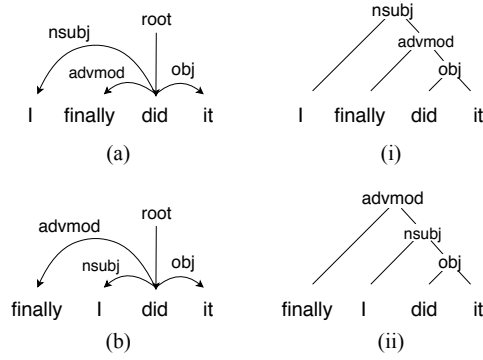 root
nsubj
advmod
obj
I finally did it
(a)
nsubj
advmod
obj
I finally did it
(i)
root
advmod
nsubj
obj
finally I did it
(b)
advmod
nsubj
obj
finally I did it
(ii)